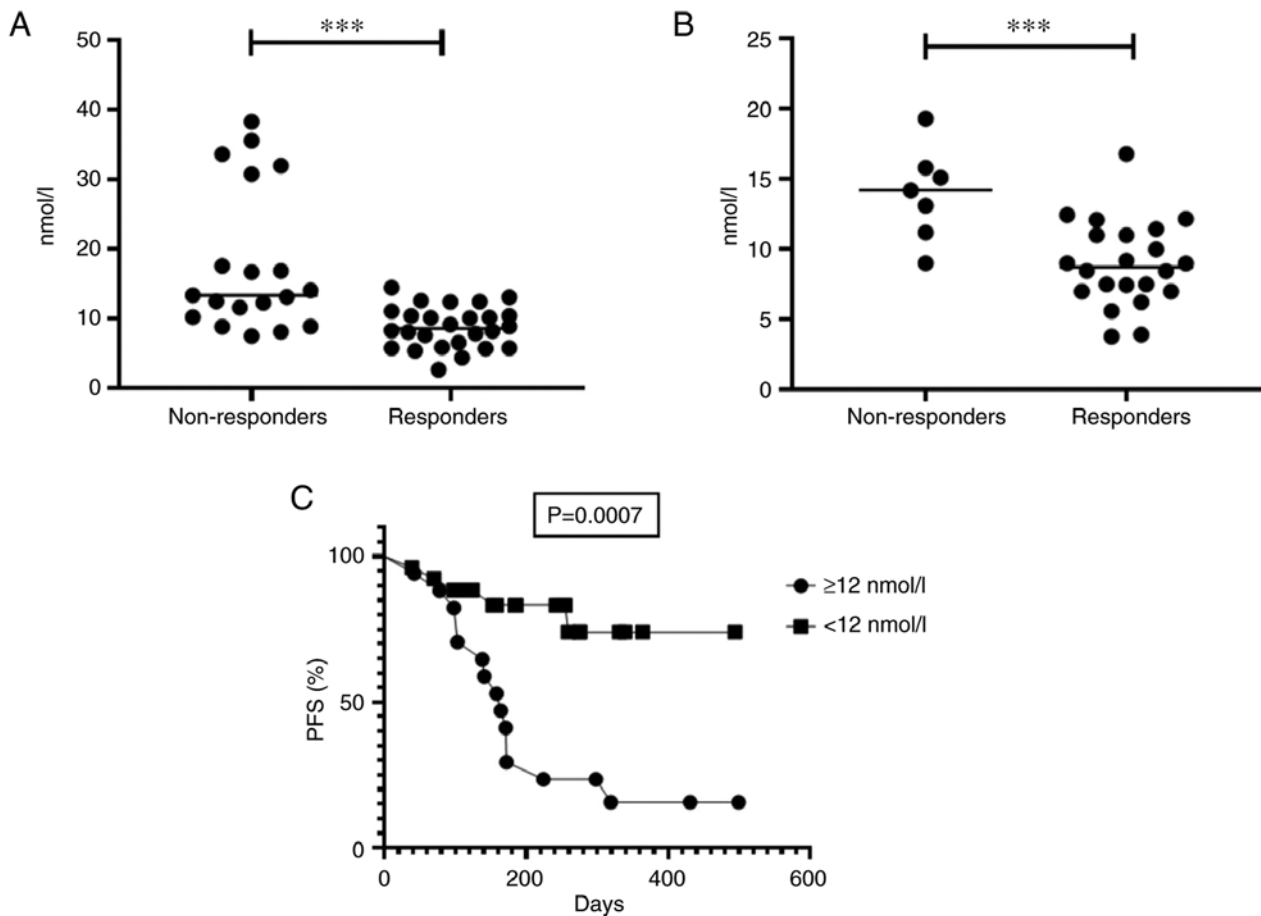 A
***
50
40
30
20
10
0
nmol/l
Non-responders
Responders
B
***
25
20
15
10
5
0
nmol/l
Non-responders
Responders
C
P=0.0007
100
50
0
PFS (%)
0
200
400
600
Days
≥12 nmol/l
<12 nmol/l